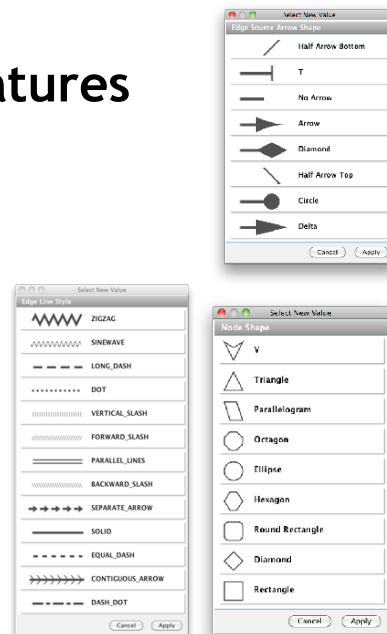 atures
Select New Value
Edge Source Arrow Shape
Half Arrow Bottom
T
No Arrow
Arrow
Diamond
Half Arrow Top
Circle
Delta
Cancel Apply
Select New Value
Edge Line Style
ZIGZAG
SINEWAVE
LONG_DASH
DOT
VERTICAL_SLASH
FORWARD_SLASH
PARALLEL_LINES
BACKWARD_SLASH
SEPARATE_ARROW
SOLID
EQUAL_DASH
CONTIGUOUS_ARROW
DASH_DOT
Cancel Apply
Select New Value
Node Shape
V
Triangle
Parallelogram
Octagon
Ellipse
Hexagon
Round Rectangle
Diamond
Rectangle
Cancel Apply